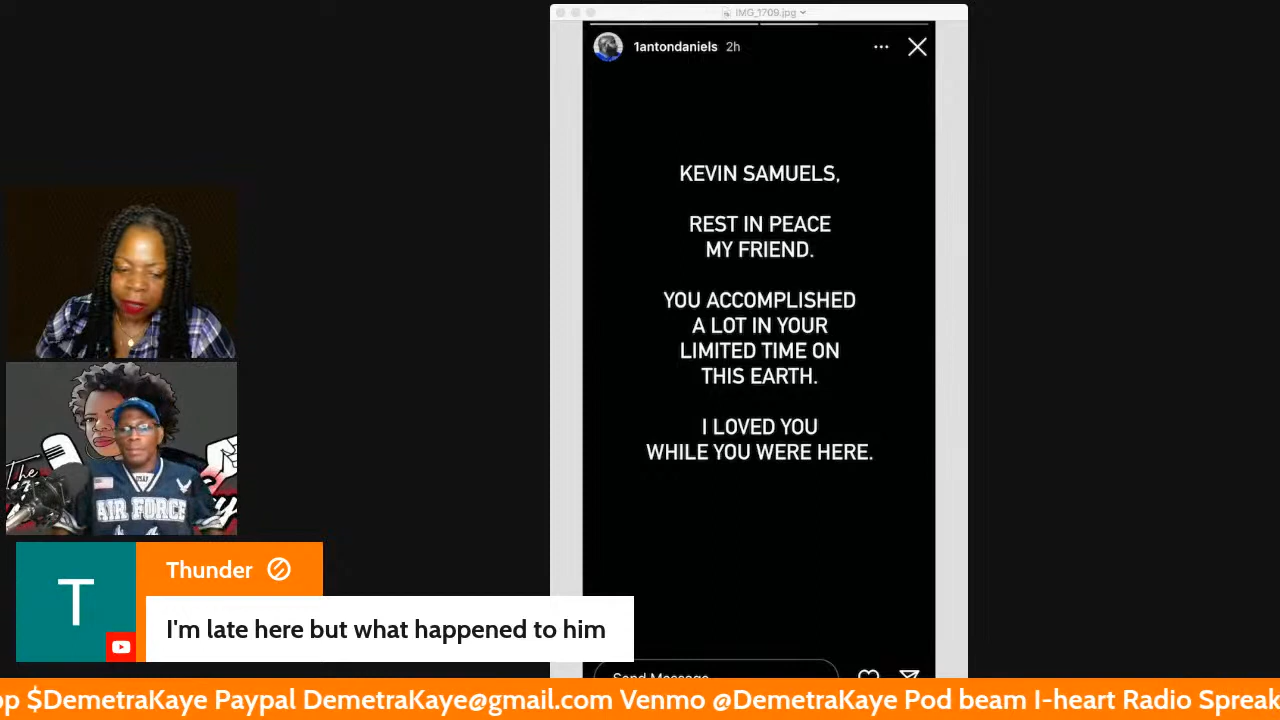 IMG_1709.jpg
1antondaniels 2h
KEVIN SAMUELS,
REST IN PEACE
MY FRIEND.
YOU ACCOMPLISHED
A LOT IN YOUR
LIMITED TIME ON
THIS EARTH.
I LOVED YOU
WHILE YOU WERE HERE.
Send Message
The
USAF
AIR FORCE
T
Thunder
I'm late here but what happened to him
$DemetraKaye Paypal DemetraKaye@gmail.com Venmo @DemetraKaye Pod beam I-heart Radio Spreak